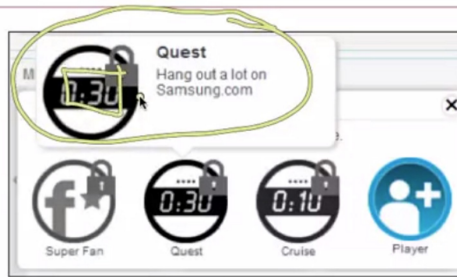 Quest
Hang out a lot on
Samsung.com
0:30
M
e.
0:30
0:10
Super Fan
Quest
Cruise
Player